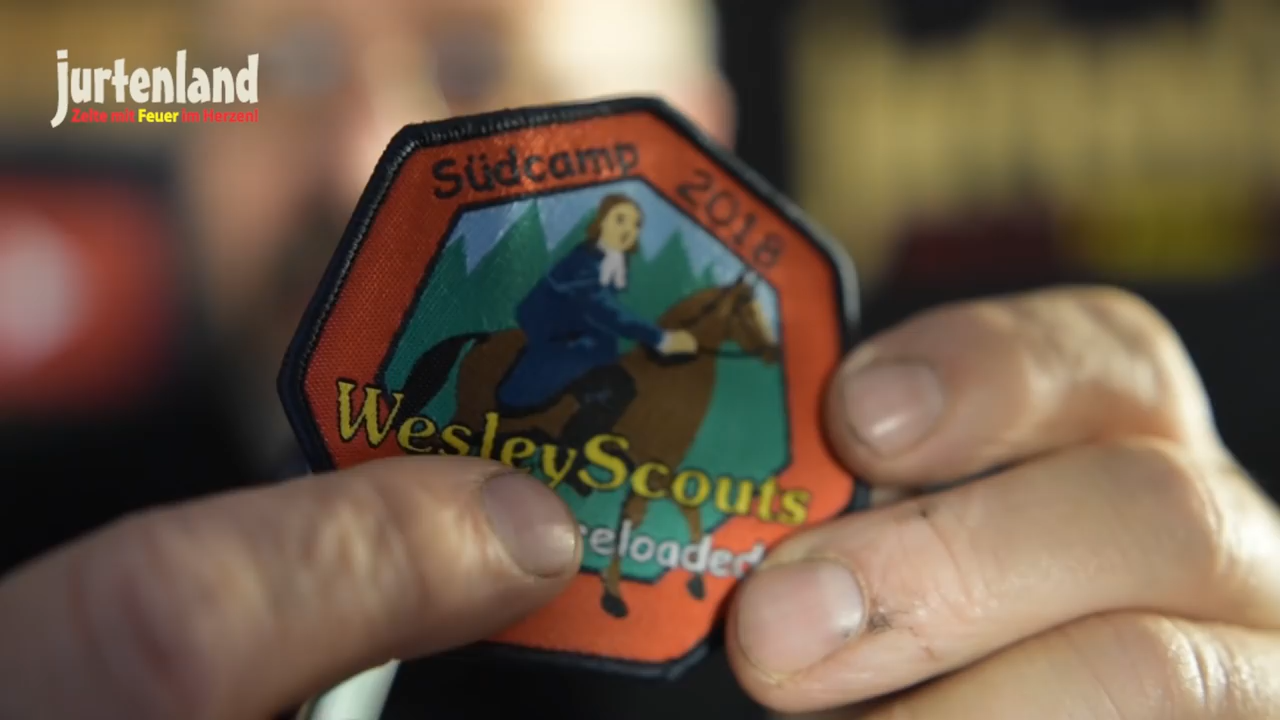 jurtenland
Zelte mit Feuer im Herzen!
Südcamp 2018
WesleyScouts